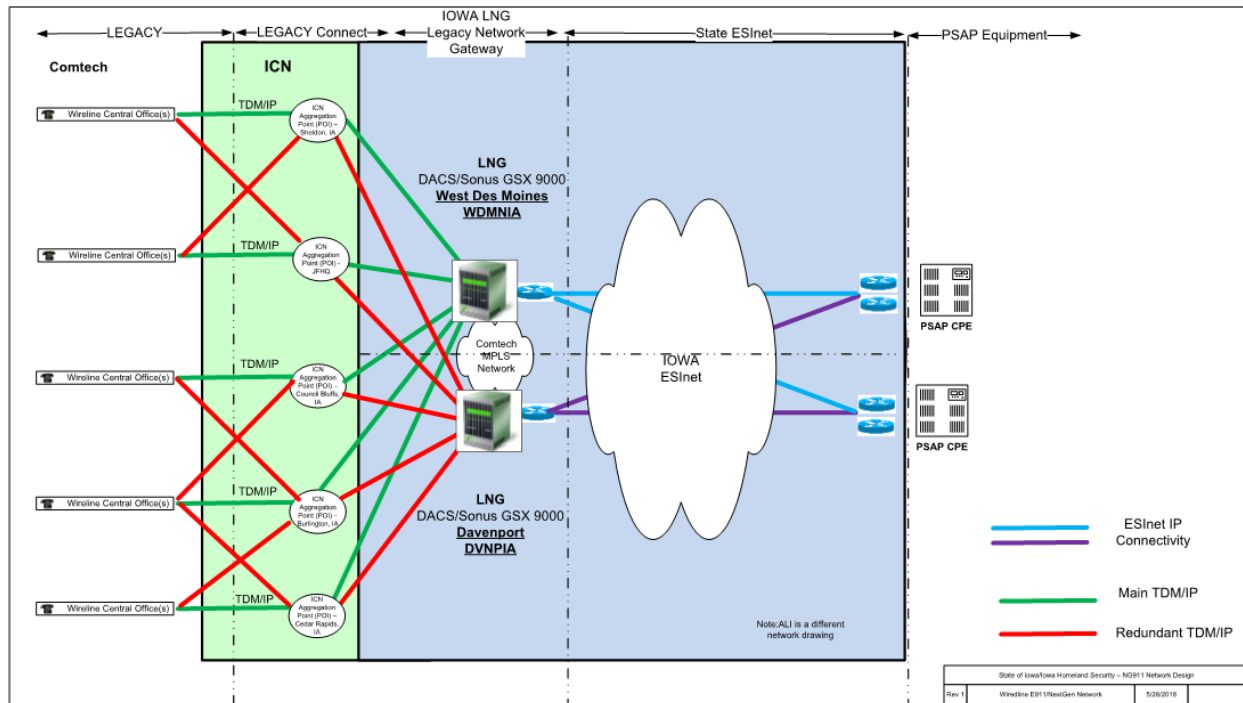 IOWA LNG
Legacy Network
Gateway
LEGACY
LEGACY Connect
State ESInet
PSAP Equipment
Comtech
ICN
Wireline Central Office(s)
TDM/IP
ICN
Aggregation
Point (POI) –
Sheldon, IA
LNG
DACS/Sonus GSX 9000
West Des Moines
WDMNIA
Wireline Central Office(s)
TDM/IP
ICN
Aggregation
Point (POI) -
JFHQ
PSAP CPE
Comtech
MPLS
Network
IOWA
ESInet
Wireline Central Office(s)
TDM/IP
ICN
Aggregation
Point (POI) –
Council Bluffs,
IA
PSAP CPE
Wireline Central Office(s)
TDM/IP
ICN
Aggregation
Point (POI) –
Burlington, IA
LNG
DACS/Sonus GSX 9000
Davenport
DVNPIA
ESInet IP
Connectivity
Main TDM/IP
Redundant TDM/IP
Wireline Central Office(s)
TDM/IP
ICN
Aggregation
Point (POI) –
Cedar Rapids,
IA
Note:ALI is a different
network drawing
State of Iowa/Iowa Homeland Security – NG911 Network Design
Rev 1
Wiredline E911/NextGen Network
5/28/2018